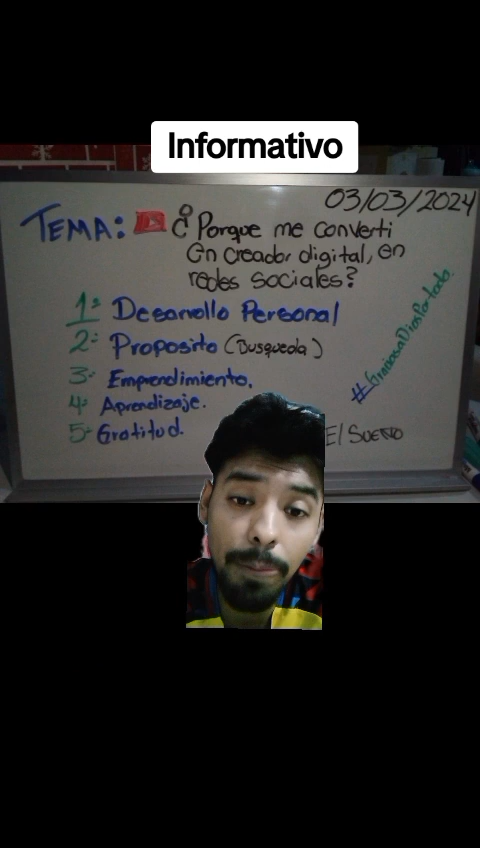 Informativo
03/03/2024
TEMA: ¿Porque me converti
en creador digital, en
redes sociales?
1: Desarrollo Personal
2: Proposito (Busqueda)
3: Emprendimiento.
4: Aprendizaje.
5: Gratitud.
#GraciasaDiosPortodo.
El SUEÑO